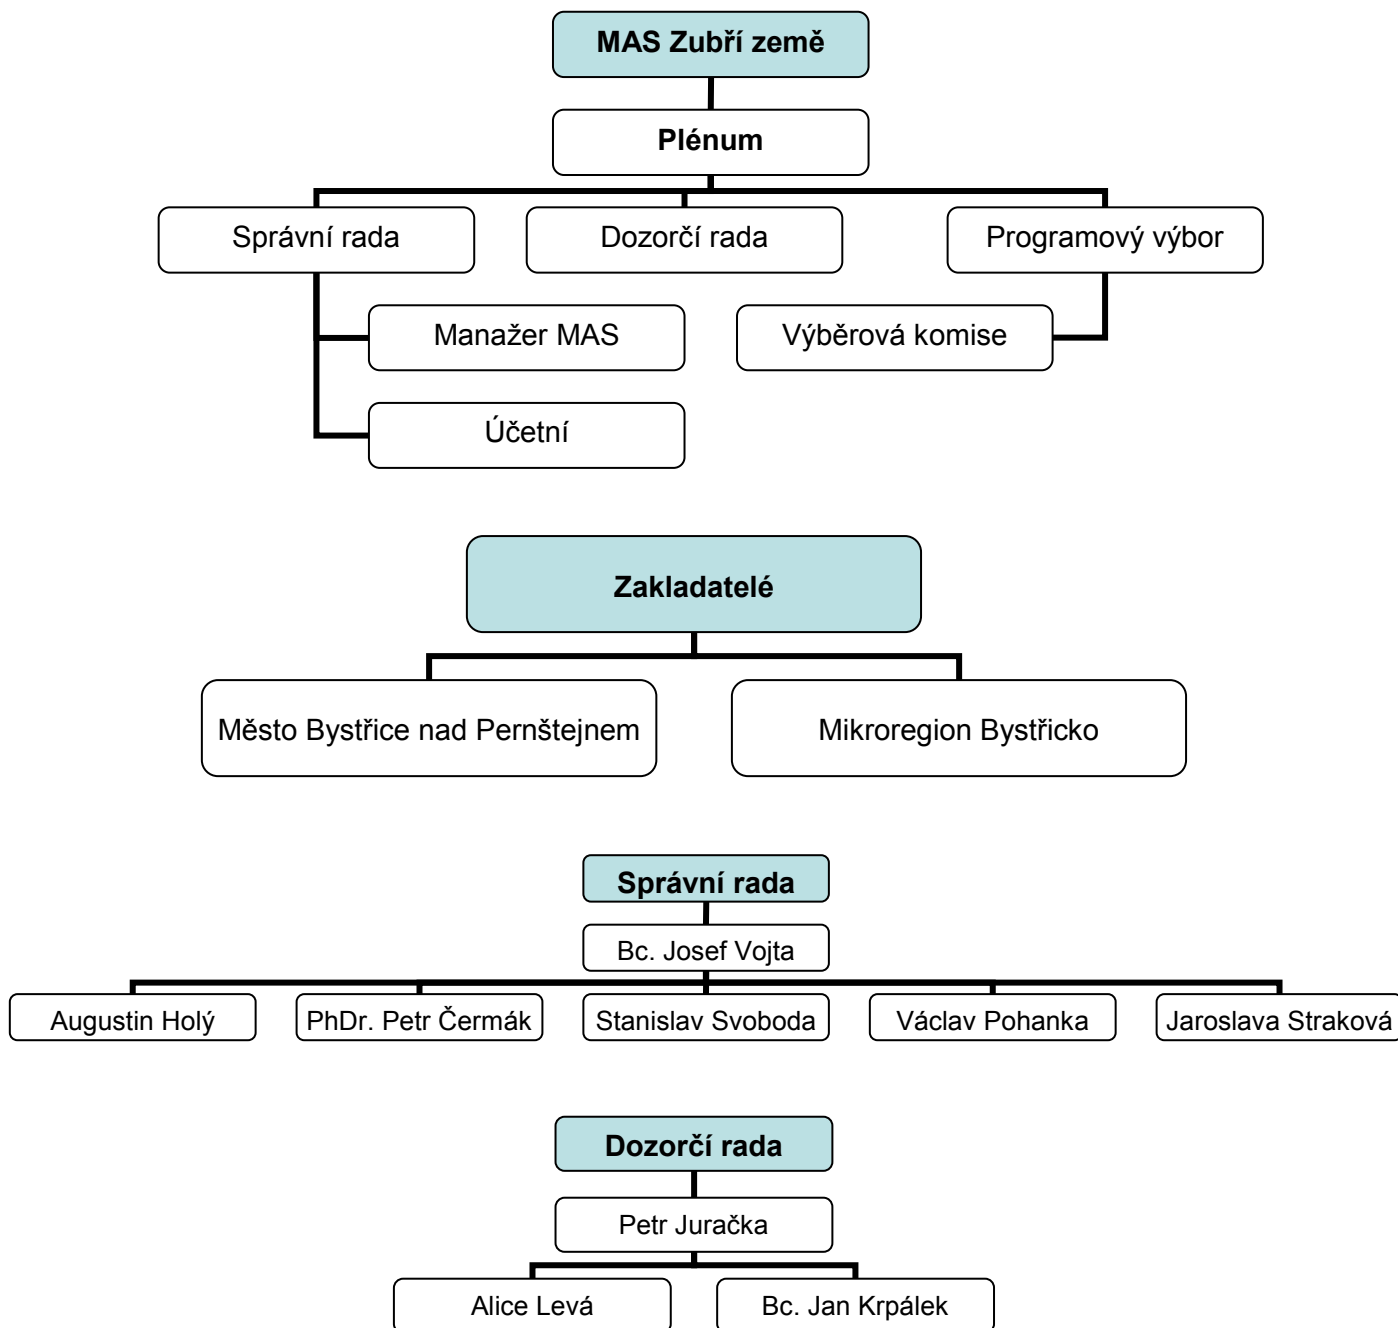 MAS Zubří země
Plénum
Správní rada
Dozorčí rada
Programový výbor
Manažer MAS
Výběrová komise
Účetní
Zakladatelé
Město Bystřice nad Pernštejnem
Mikroregion Bystřicko
Správní rada
Bc. Josef Vojta
Augustin Holý
PhDr. Petr Čermák
Stanislav Svoboda
Václav Pohanka
Jaroslava Straková
Dozorčí rada
Petr Juračka
Alice Levá
Bc. Jan Krpálek